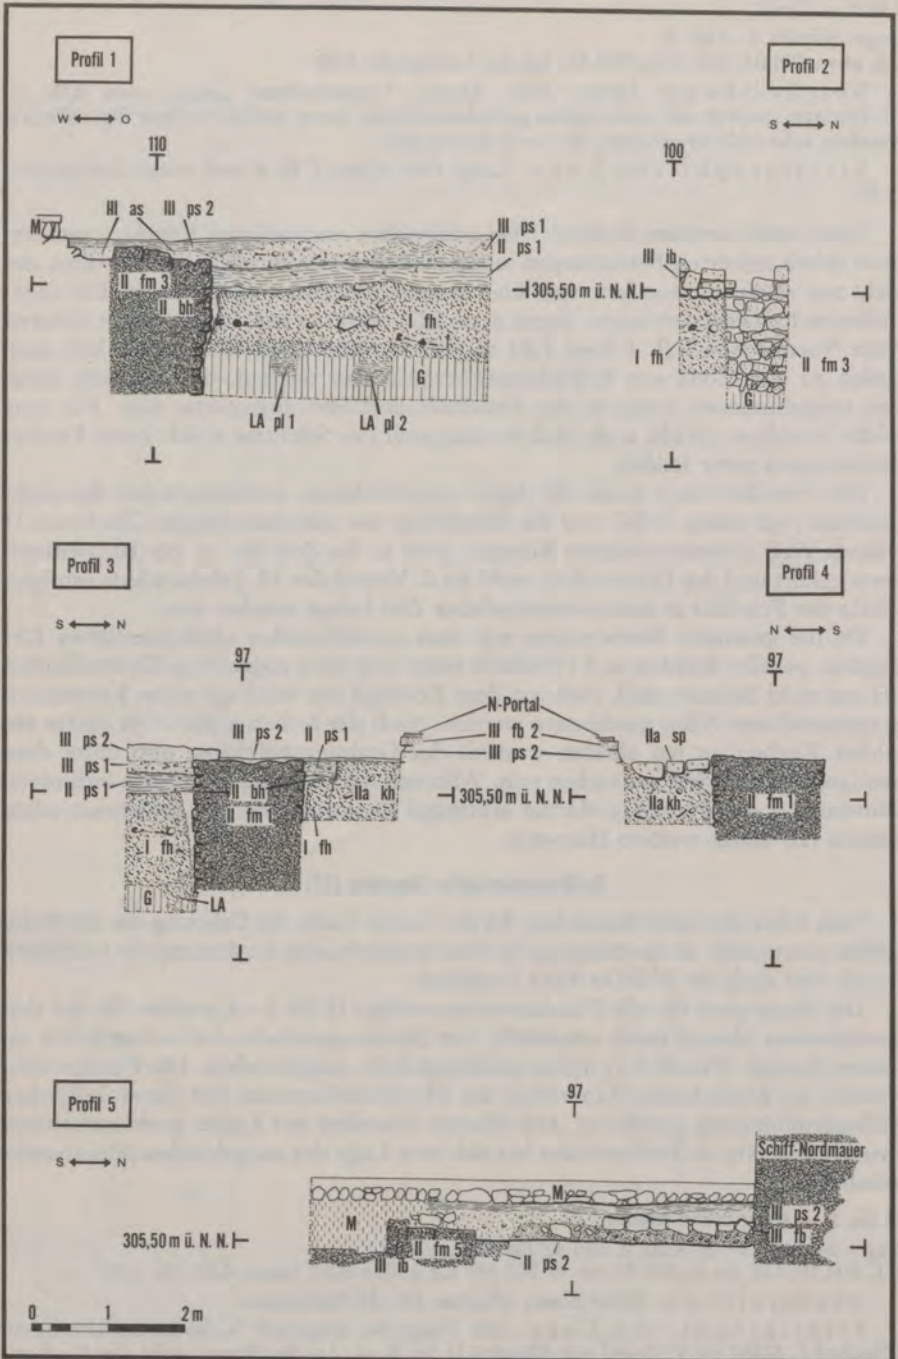 Profil 1
Profil 2
W O
S N
110
100
M
III as
III ps 2
III ps 1
II ps 1
II fm 3
II bh
I fh
G
LA pl 1
LA pl 2
305,50 m ü. N. N.
III ib
I fh
II fm 3
G
Profil 3
Profil 4
S N
N S
97
97
III ps 2
III ps 1
II ps 1
III ps 2
II ps 1
N-Portal
III fb 2
III ps 2
IIa sp
II bh
II fm 1
IIa kh
I fh
I fh
G
LA
305,50 m ü. N. N.
IIa kh
II fm 1
Profil 5
S N
97
Schiff-Nordmauer
M
M
III ps 2
III fb
305,50 m ü. N. N.
II fm 5
III ib
II ps 2
0 1 2 m